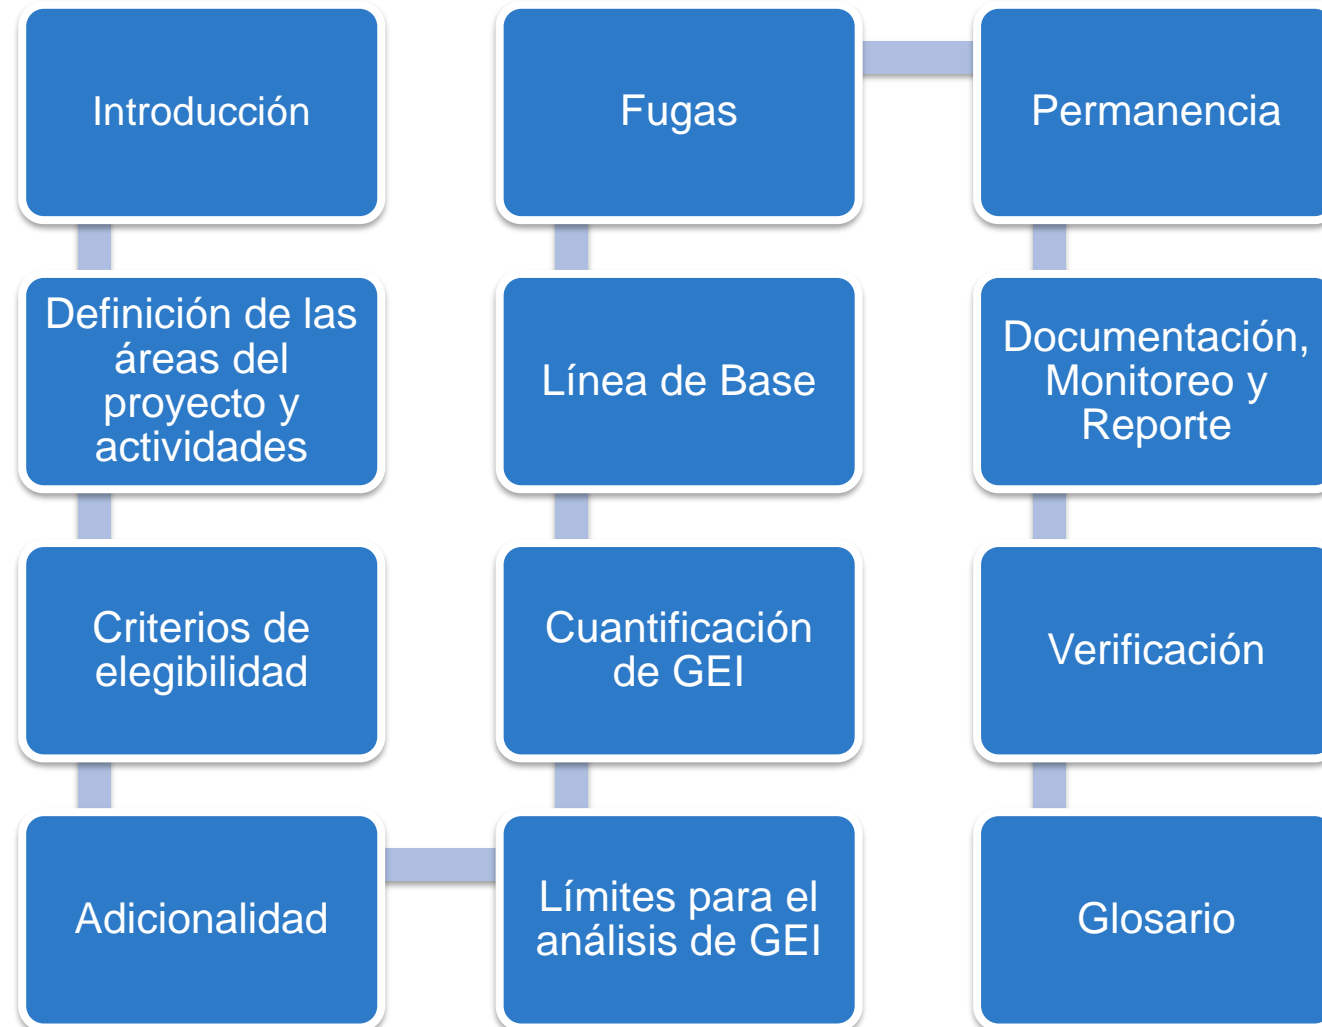 Introducción
Definición de las
áreas del
proyecto y
actividades
Criterios de
elegibilidad
Adicionalidad
Límites para el
análisis de GEI
Cuantificación
de GEI
Línea de Base
Fugas
Permanencia
Documentación,
Monitoreo y
Reporte
Verificación
Glosario